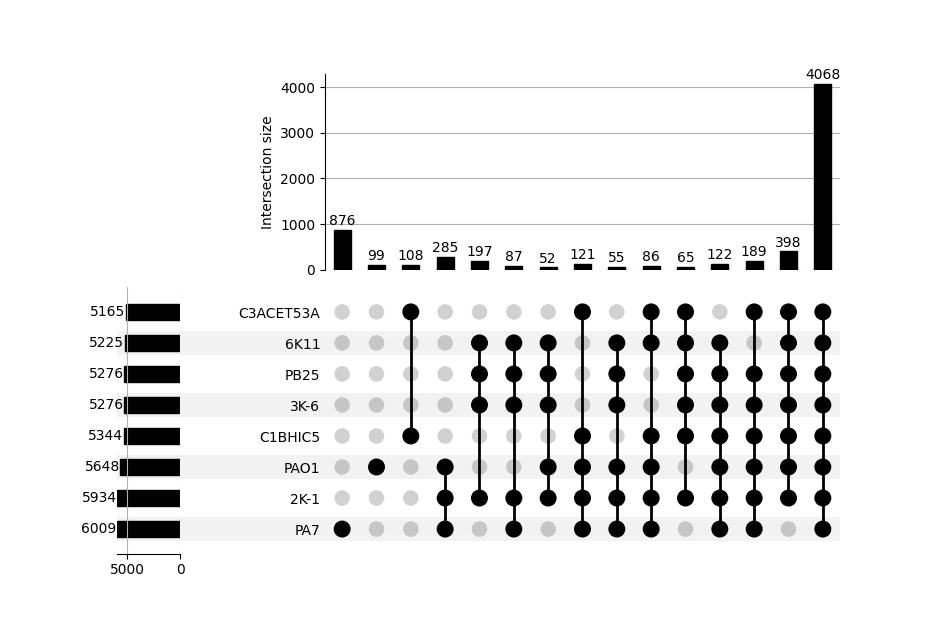 4068
4000
3000
2000
1000
0
Intersection size
876 99 108 285 197 87 52 121 55 86 65 122 189 398
5165 C3ACET53A
5225 6K11
5276 PB25
5276 3K-6
5344 C1BHIC5
5648 PAO1
5934 2K-1
6009 PA7
5000 0